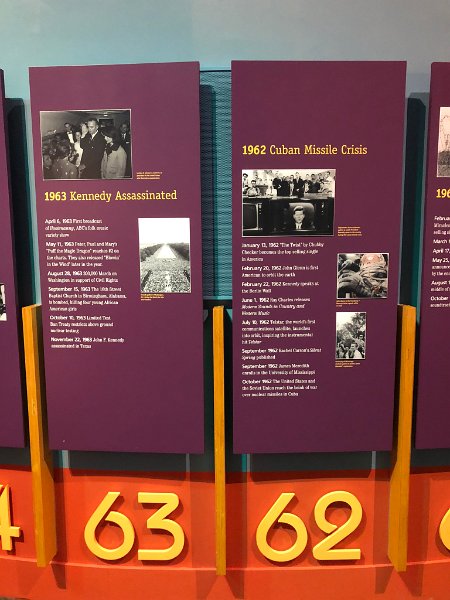 1963 Kennedy Assassinated
April 6, 1963 First broadcast
of Hootenanny, ABC's folk music
variety show
May 11, 1963 Peter, Paul and Mary's
"Puff the Magic Dragon" reaches #2 on
the charts. They also released "Blowin'
in the Wind" later in the year.
August 28, 1963 200,000 March on
Washington in support of Civil Rights
September 15, 1963 The 16th Street
Baptist Church in Birmingham, Alabama,
is bombed, killing four young African
American girls
October 10, 1963 Limited Test
Ban Treaty restricts above ground
nuclear testing
November 22, 1963 John F. Kennedy
assassinated in Texas
1962 Cuban Missile Crisis
January 13, 1962 "The Twist" by Chubby
Checker becomes the top selling single
in America
February 20, 1962 John Glenn is first
American to orbit the earth
February 22, 1962 Kennedy speaks at
the Berlin Wall
June 1, 1962 Ray Charles releases
Modern Sounds in Country and
Western Music
July 10, 1962 Telstar, the world's first
communications satellite, launches
into orbit, inspiring the instrumental
hit Telstar
September 1962 Rachel Carson's Silent
Spring published
September 1962 James Meredith
enrolls in the University of Mississippi
October 1962 The United States and
the Soviet Union reach the brink of war
over nuclear missiles in Cuba
196
4
63
62